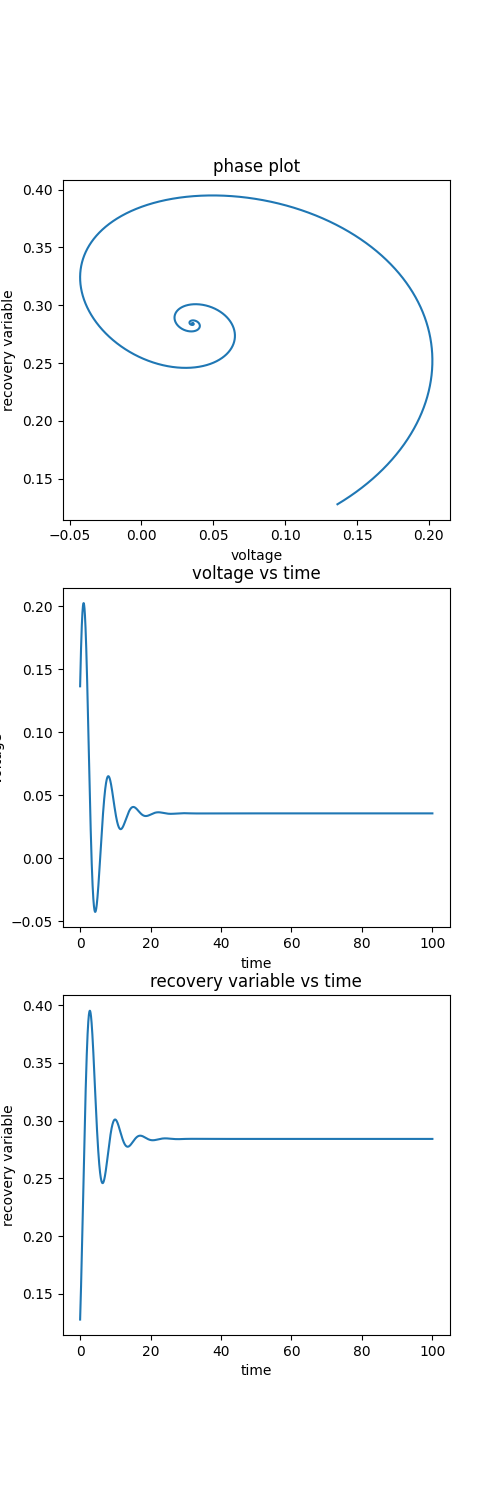 phase plot
0.40
0.35
0.30
0.25
0.20
0.15
recovery variable
−0.05 0.00 0.05 0.10 0.15 0.20
voltage
voltage vs time
0.20
0.15
0.10
0.05
0.00
−0.05
0 20 40 60 80 100
time
recovery variable vs time
0.40
0.35
0.30
0.25
0.20
0.15
recovery variable
0 20 40 60 80 100
time